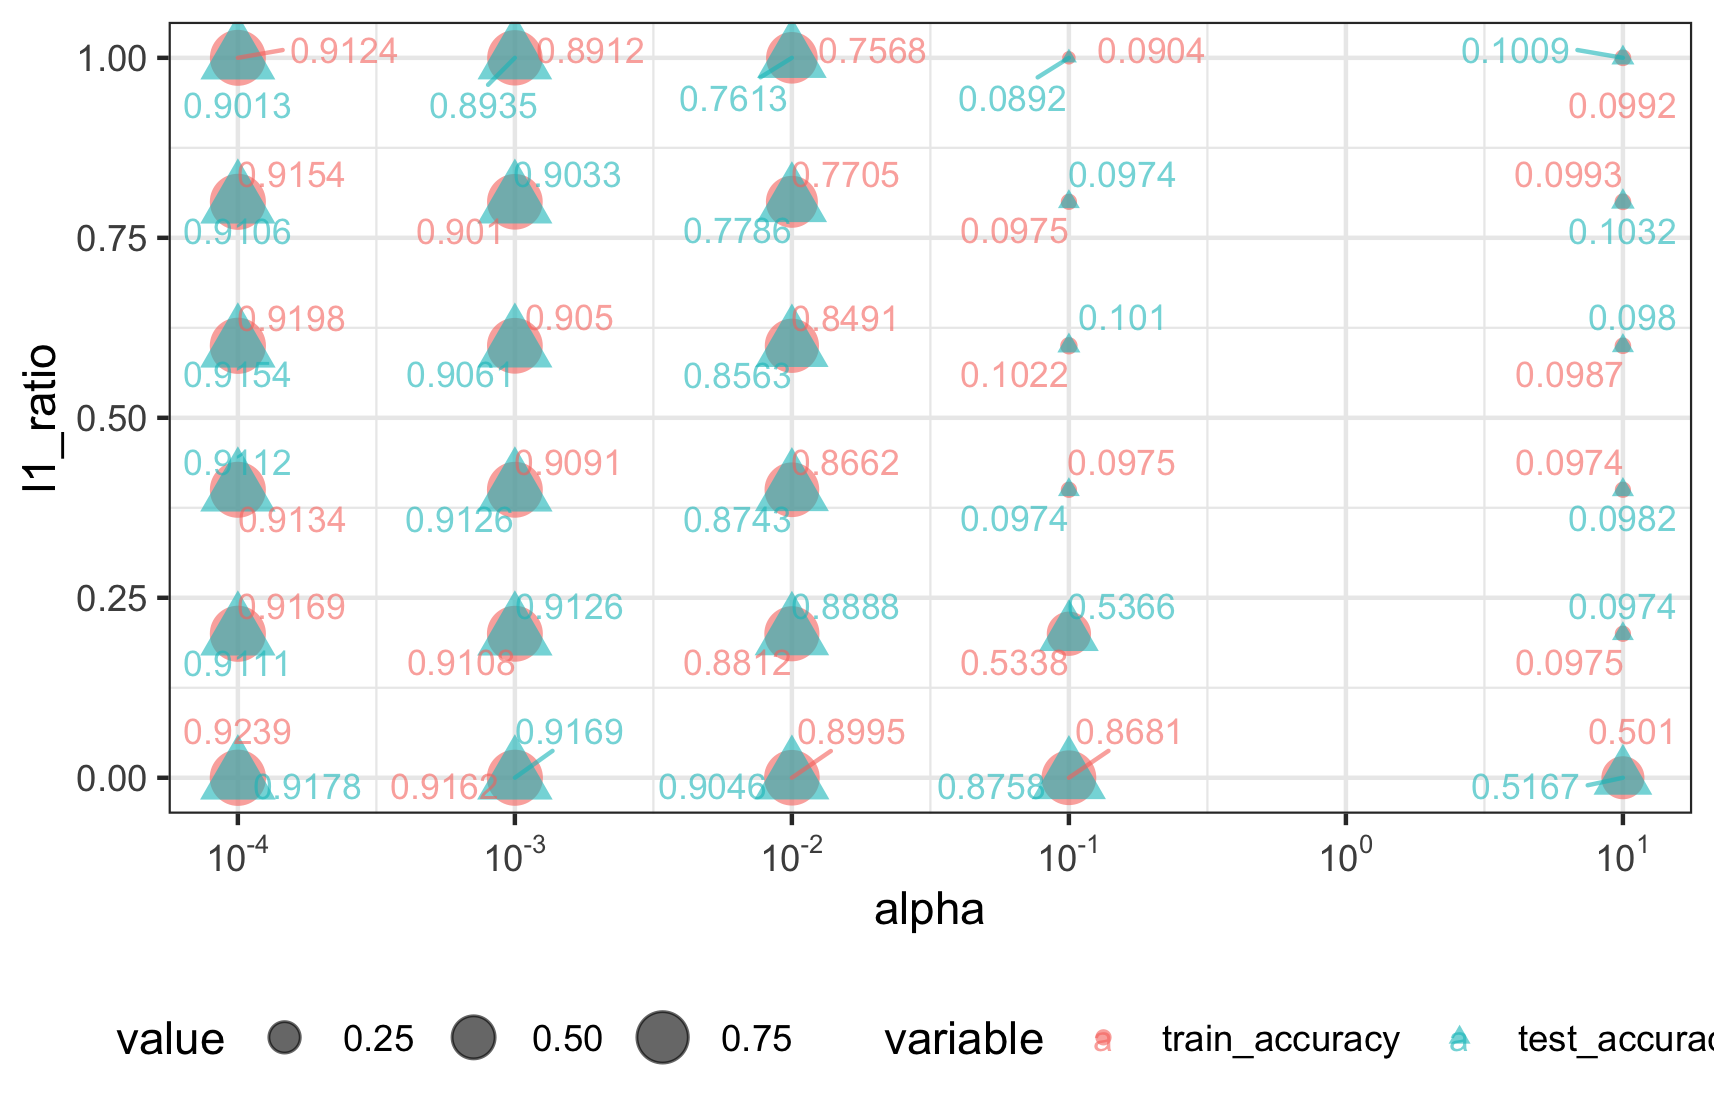 1.00 0.9124 0.8912 0.7568 0.0904 0.1009
0.9013 0.8935 0.7613 0.0892 0.0992
0.9154 0.9033 0.7705 0.0974 0.0993
0.75 0.9106 0.901 0.7786 0.0975 0.1032
0.9198 0.905 0.8491 0.101 0.098
0.9154 0.9061 0.8563 0.1022 0.0987
l1_ratio
0.50
0.9112 0.9091 0.8662 0.0975 0.0974
0.9134 0.9126 0.8743 0.0974 0.0982
0.25 0.9169 0.9126 0.8888 0.5366 0.0974
0.9111 0.9108 0.8812 0.5338 0.0975
0.9239 0.9169 0.8995 0.8681 0.501
0.00 0.9178 0.9162 0.9046 0.8758 0.5167
10-4 10-3 10-2 10-1 100 101
alpha
value 0.25 0.50 0.75 variable a train_accuracy a test_accurac